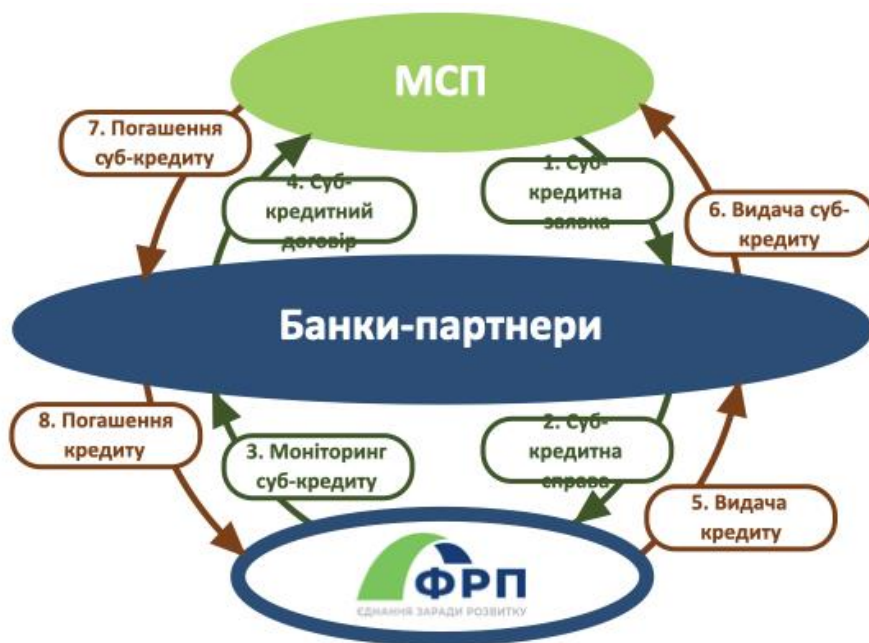 МСП
7. Погашення
суб-кредиту
4. Суб-
кредитний
договір
1. Суб-
кредитна
заявка
6. Видача суб-
кредиту
Банки-партнери
8. Погашення
кредиту
3. Моніторинг
суб-кредиту
2. Суб-
кредитна
справа
5. Видача
кредиту
ФРП
ЄДНАННЯ ЗАРАДИ РОЗВИТКУ